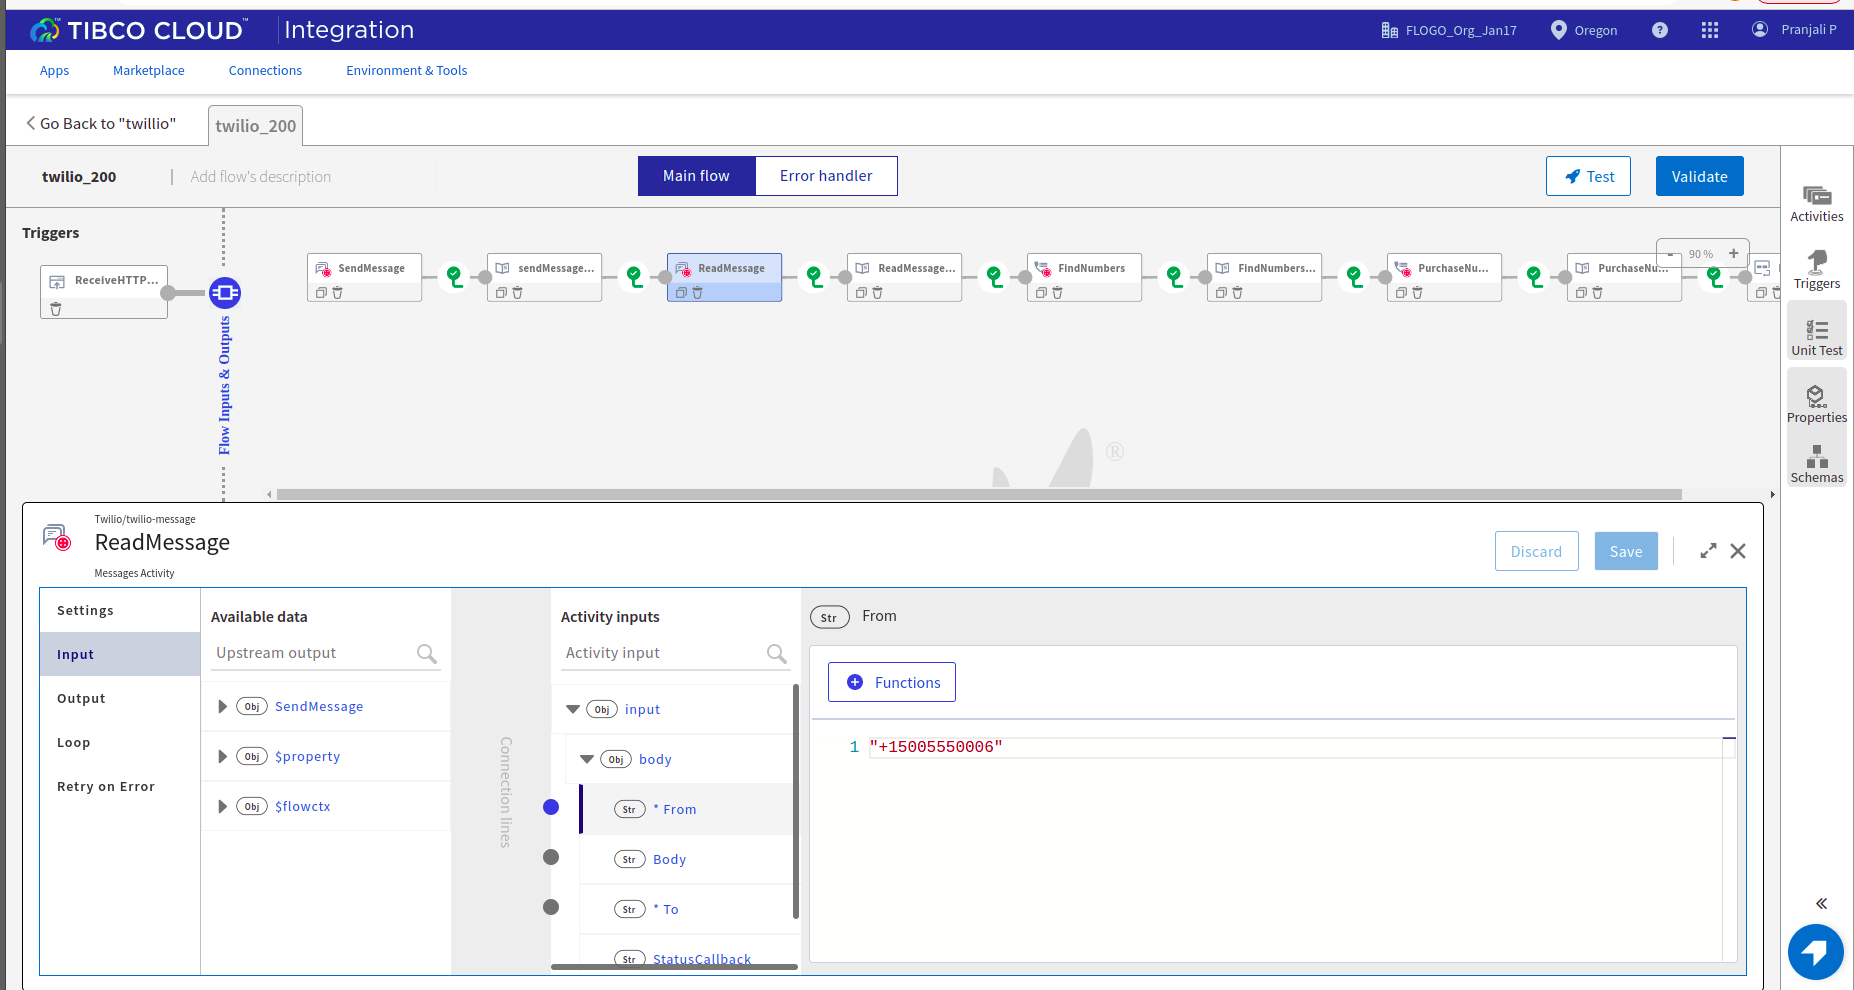 TIBCO CLOUD™ Integration
FLOGO_Org_Jan17
Oregon
?
Pranjali P
Apps
Marketplace
Connections
Environment & Tools
Go Back to "twillio"
twilio_200
twilio_200
Add flow's description
Main flow
Error handler
Test
Validate
Triggers
ReceiveHTTP...
Flow Inputs & Outputs
SendMessage
sendMessage...
ReadMessage
ReadMessage...
FindNumbers
FindNumbers...
PurchaseNu...
PurchaseNu...
- 90 % +
®
Activities
Triggers
Unit Test
Properties
Schemas
Twilio/twilio-message
ReadMessage
Messages Activity
Discard
Save
Settings
Input
Output
Loop
Retry on Error
Available data
Upstream output
Obj SendMessage
Obj $property
Obj $flowctx
Connection lines
Activity inputs
Activity input
Obj input
Obj body
Str * From
Str Body
Str * To
Str StatusCallback
Str From
Functions
1 "+15005550006"